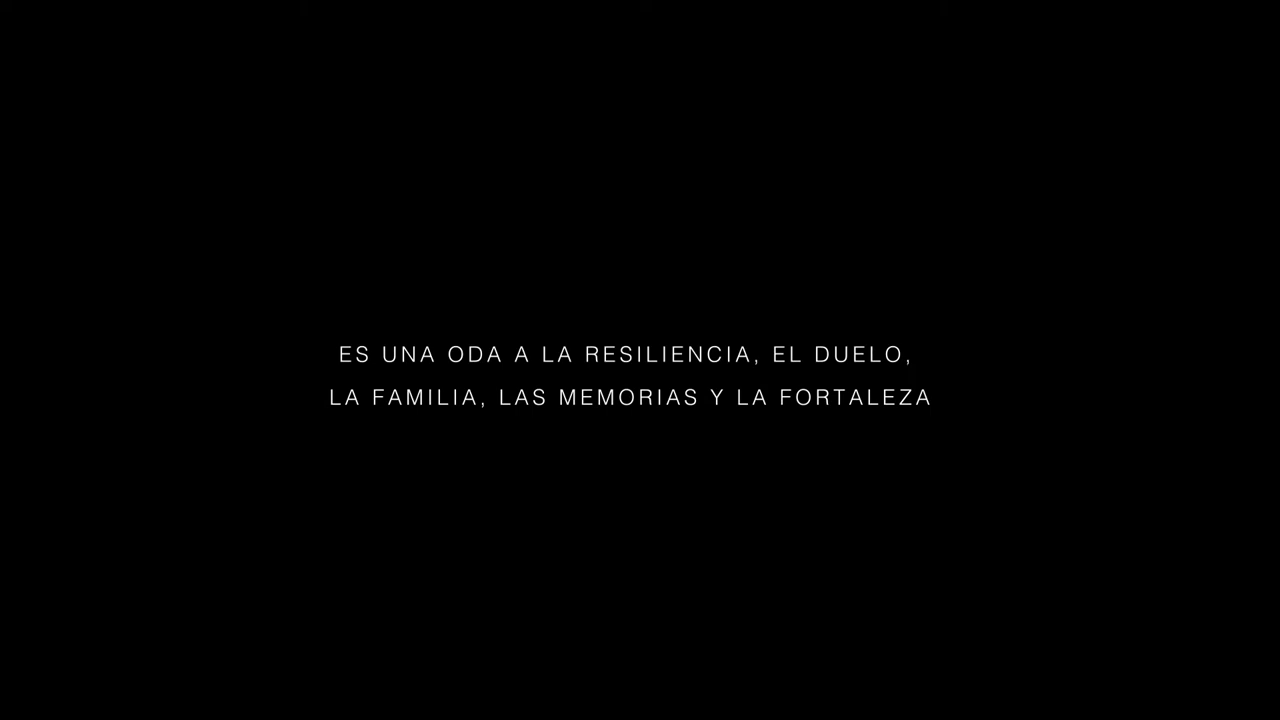 ES UNA ODA A LA RESILIENCIA, EL DUELO,
LA FAMILIA, LAS MEMORIAS Y LA FORTALEZA